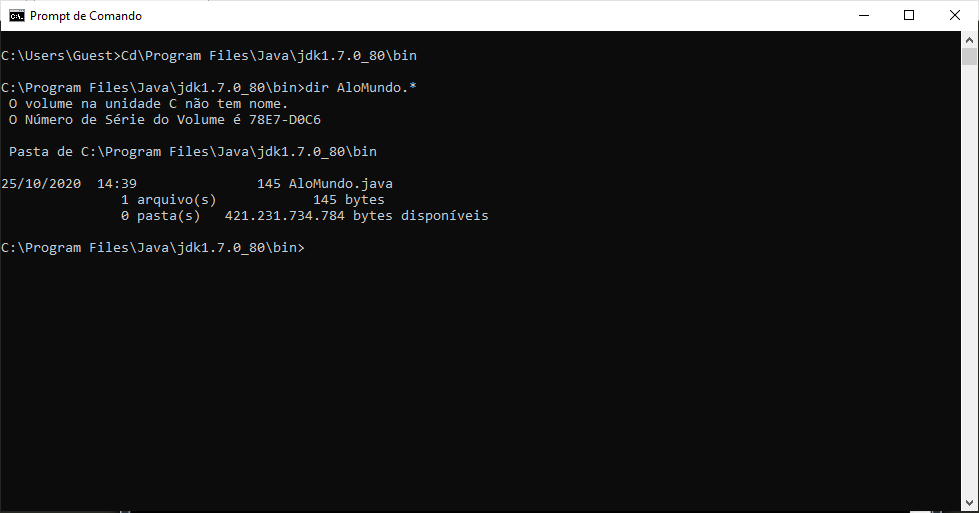 Prompt de Comando
C:\Users\Guest>Cd\Program Files\Java\jdk1.7.0_80\bin
C:\Program Files\Java\jdk1.7.0_80\bin>dir AloMundo.*
O volume na unidade C não tem nome.
O Número de Série do Volume é 78E7-D0C6
Pasta de C:\Program Files\Java\jdk1.7.0_80\bin
25/10/2020  14:39               145 AloMundo.java
1 arquivo(s)            145 bytes
0 pasta(s)   421.231.734.784 bytes disponíveis
C:\Program Files\Java\jdk1.7.0_80\bin>